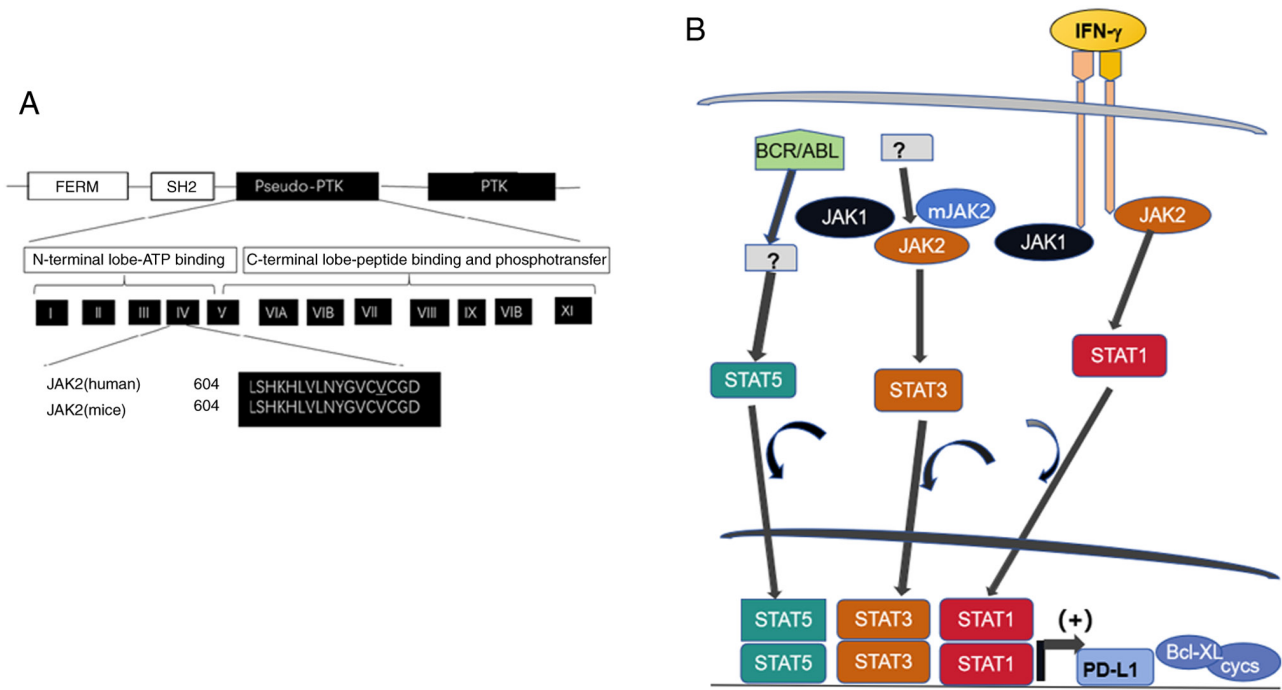 A
FERM SH2 Pseudo-PTK PTK
N-terminal lobe-ATP binding C-terminal lobe-peptide binding and phosphotransfer
I II III IV V VIA VIB VII VIII IX VIB XI
JAK2(human) 604 LSHKHLVLNYGVCVCGD
JAK2(mice) 604 LSHKHLVLNYGVCVCGD
B
IFN-γ
BCR/ABL ?
JAK1 mJAK2 JAK2
JAK1 JAK2
?
STAT5 STAT3 STAT1
(+)
STAT5 STAT3 STAT1
STAT5 STAT3 STAT1
PD-L1 Bcl-XL cycs